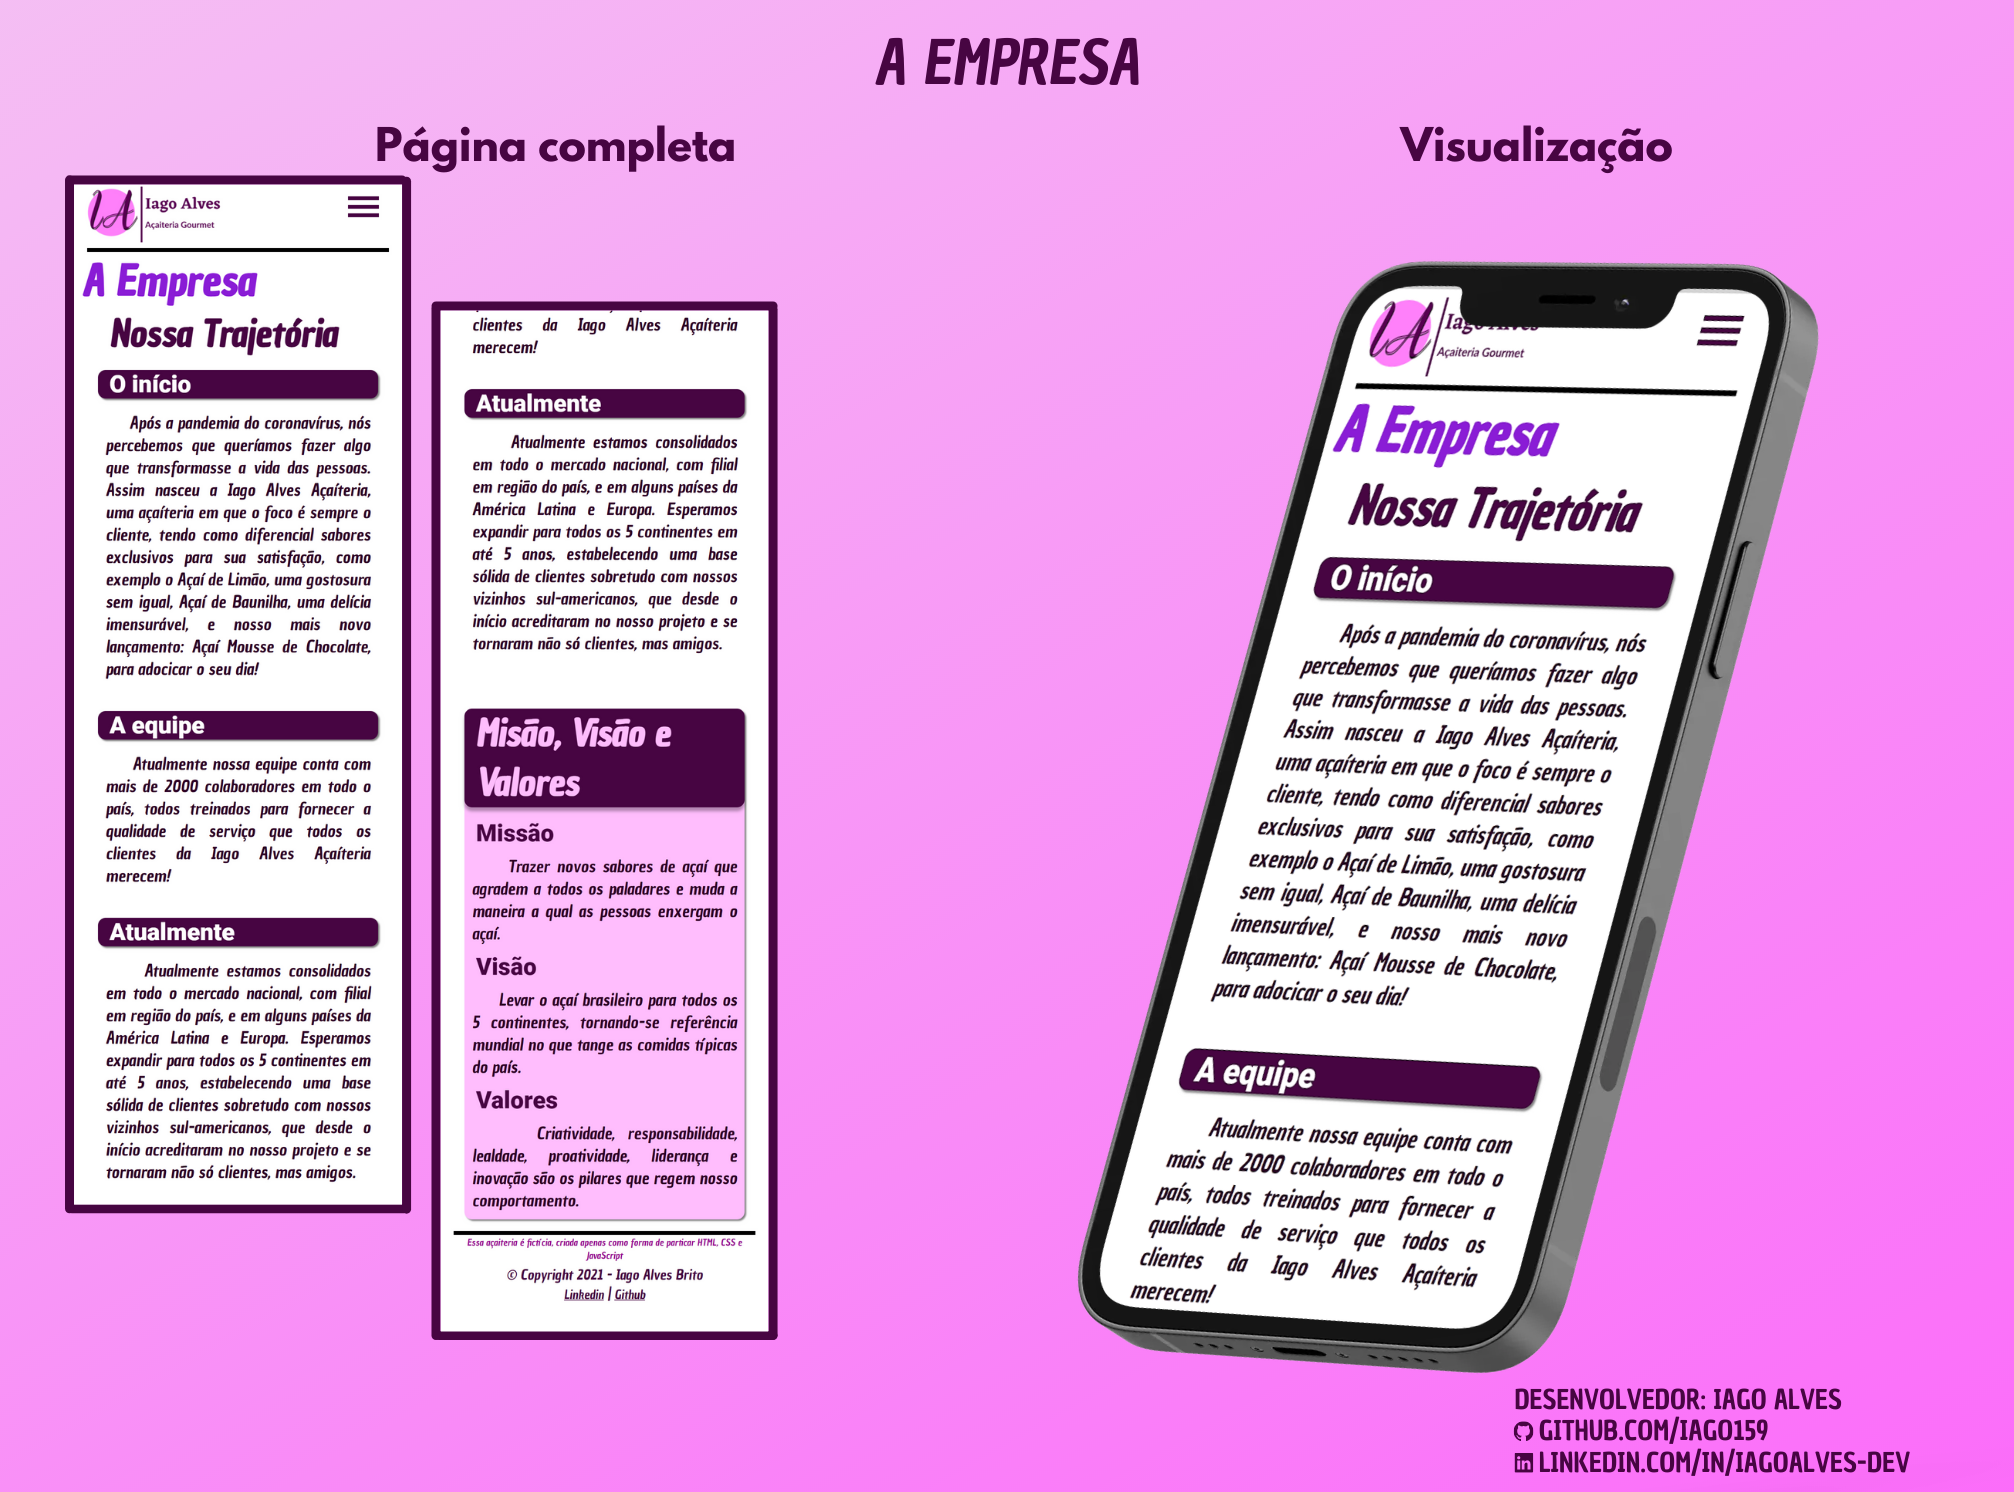 A EMPRESA
Página completa
Visualização
IA
Iago Alves
Açaiteria Gourmet
A Empresa
Nossa Trajetória
O início
Após a pandemia do coronavírus, nós
percebemos que queríamos fazer algo
que transformasse a vida das pessoas.
Assim nasceu a Iago Alves Açaíteria,
uma açaíteria em que o foco é sempre o
cliente, tendo como diferencial sabores
exclusivos para sua satisfação, como
exemplo o Açaí de Limão, uma gostosura
sem igual, Açaí de Baunilha, uma delícia
imensurável, e nosso mais novo
lançamento: Açaí Mousse de Chocolate,
para adocicar o seu dia!
A equipe
Atualmente nossa equipe conta com
mais de 2000 colaboradores em todo o
país, todos treinados para fornecer a
qualidade de serviço que todos os
clientes da Iago Alves Açaíteria
merecem!
Atualmente
Atualmente estamos consolidados
em todo o mercado nacional, com filial
em região do país, e em alguns países da
América Latina e Europa. Esperamos
expandir para todos os 5 continentes em
até 5 anos, estabelecendo uma base
sólida de clientes sobretudo com nossos
vizinhos sul-americanos, que desde o
início acreditaram no nosso projeto e se
tornaram não só clientes, mas amigos.
clientes da Iago Alves Açaíteria
merecem!
Atualmente
Atualmente estamos consolidados
em todo o mercado nacional, com filial
em região do país, e em alguns países da
América Latina e Europa. Esperamos
expandir para todos os 5 continentes em
até 5 anos, estabelecendo uma base
sólida de clientes sobretudo com nossos
vizinhos sul-americanos, que desde o
início acreditaram no nosso projeto e se
tornaram não só clientes, mas amigos.
Misão, Visão e
Valores
Missão
Trazer novos sabores de açaí que
agradem a todos os paladares e muda a
maneira a qual as pessoas enxergam o
açaí.
Visão
Levar o açaí brasileiro para todos os
5 continentes, tornando-se referência
mundial no que tange as comidas típicas
do país.
Valores
Criatividade, responsabilidade,
lealdade, proatividade, liderança e
inovação são os pilares que regem nosso
comportamento.
Essa açaiteria é fictícia, criada apenas como forma de particar HTML, CSS e
JavaScript
© Copyright 2021 - Iago Alves Brito
Linkedin | Github
IA
Iago Alves
Açaiteria Gourmet
A Empresa
Nossa Trajetória
O início
Após a pandemia do coronavírus, nós
percebemos que queríamos fazer algo
que transformasse a vida das pessoas.
Assim nasceu a Iago Alves Açaíteria,
uma açaíteria em que o foco é sempre o
cliente, tendo como diferencial sabores
exclusivos para sua satisfação, como
exemplo o Açaí de Limão, uma gostosura
sem igual, Açaí de Baunilha, uma delícia
imensurável, e nosso mais novo
lançamento: Açaí Mousse de Chocolate,
para adocicar o seu dia!
A equipe
Atualmente nossa equipe conta com
mais de 2000 colaboradores em todo o
país, todos treinados para fornecer a
qualidade de serviço que todos os
clientes da Iago Alves Açaíteria
merecem!
DESENVOLVEDOR: IAGO ALVES
GITHUB.COM/IAGO159
LINKEDIN.COM/IN/IAGOALVES-DEV